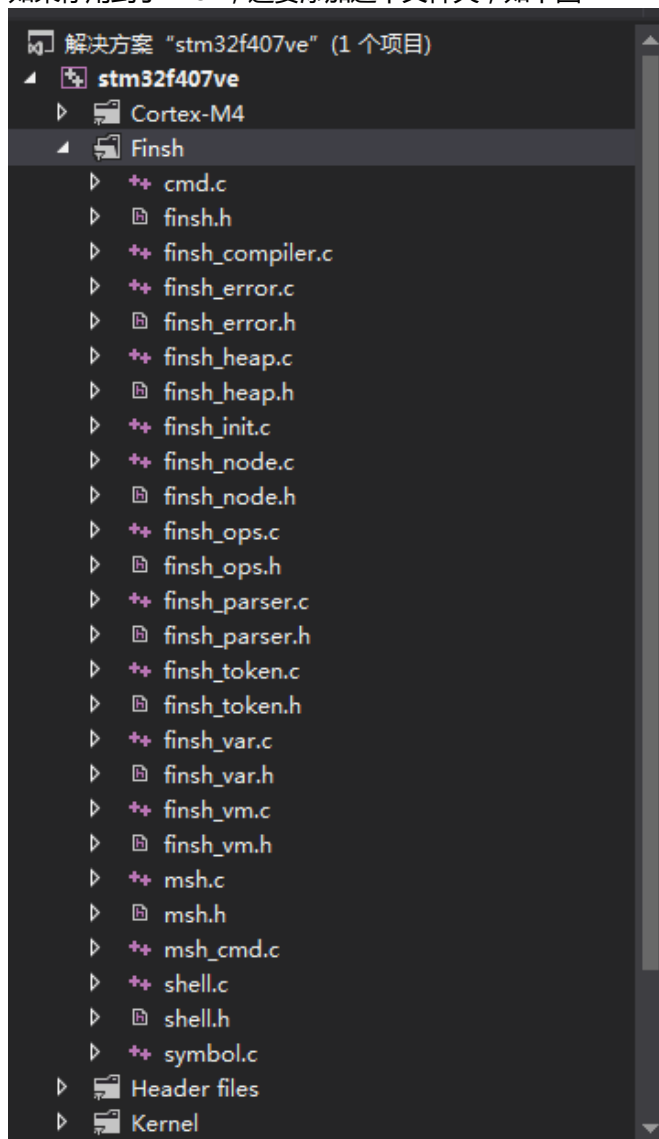 解决方案“stm32f407ve”(1 个项目)
stm32f407ve
Cortex-M4
Finsh
cmd.c
finsh.h
finsh_compiler.c
finsh_error.c
finsh_error.h
finsh_heap.c
finsh_heap.h
finsh_init.c
finsh_node.c
finsh_node.h
finsh_ops.c
finsh_ops.h
finsh_parser.c
finsh_parser.h
finsh_token.c
finsh_token.h
finsh_var.c
finsh_var.h
finsh_vm.c
finsh_vm.h
msh.c
msh.h
msh_cmd.c
shell.c
shell.h
symbol.c
Header files
Kernel